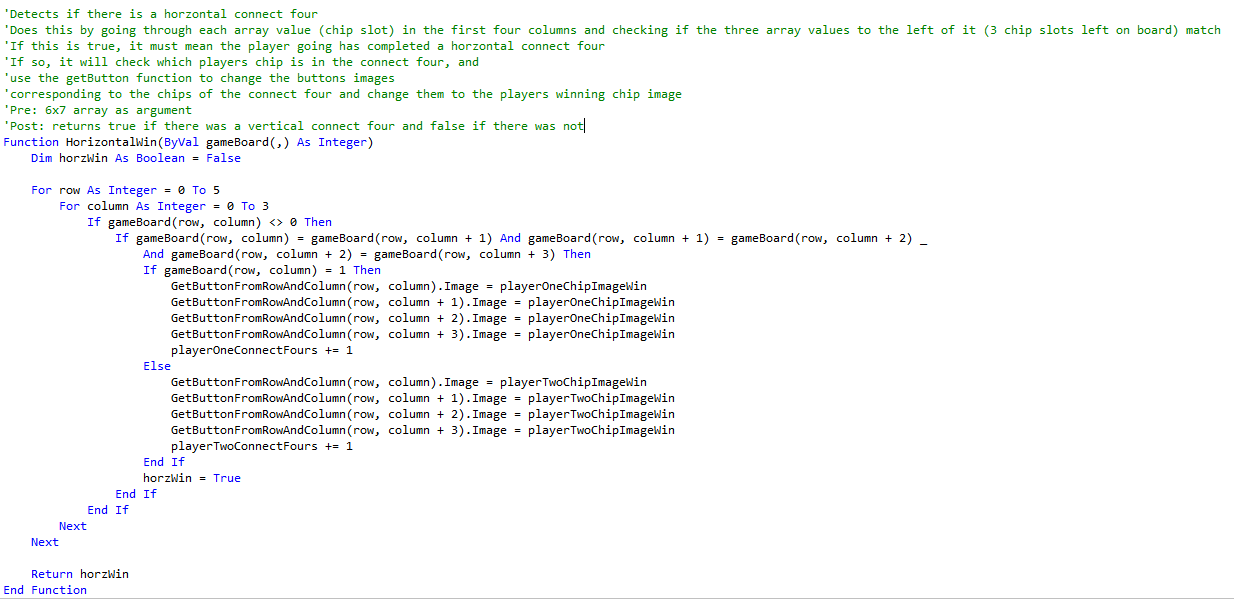 'Detects if there is a horzontal connect four
'Does this by going through each array value (chip slot) in the first four columns and checking if the three array values to the left of it (3 chip slots left on board) match
'If this is true, it must mean the player going has completed a horzontal connect four
'If so, it will check which players chip is in the connect four, and
'use the getButton function to change the buttons images
'corresponding to the chips of the connect four and change them to the players winning chip image
'Pre: 6x7 array as argument
'Post: returns true if there was a vertical connect four and false if there was not
Function HorizontalWin(ByVal gameBoard(,) As Integer)
    Dim horzWin As Boolean = False

    For row As Integer = 0 To 5
        For column As Integer = 0 To 3
            If gameBoard(row, column) <> 0 Then
                If gameBoard(row, column) = gameBoard(row, column + 1) And gameBoard(row, column + 1) = gameBoard(row, column + 2) _
                    And gameBoard(row, column + 2) = gameBoard(row, column + 3) Then
                    If gameBoard(row, column) = 1 Then
                        GetButtonFromRowAndColumn(row, column).Image = playerOneChipImageWin
                        GetButtonFromRowAndColumn(row, column + 1).Image = playerOneChipImageWin
                        GetButtonFromRowAndColumn(row, column + 2).Image = playerOneChipImageWin
                        GetButtonFromRowAndColumn(row, column + 3).Image = playerOneChipImageWin
                        playerOneConnectFours += 1
                    Else
                        GetButtonFromRowAndColumn(row, column).Image = playerTwoChipImageWin
                        GetButtonFromRowAndColumn(row, column + 1).Image = playerTwoChipImageWin
                        GetButtonFromRowAndColumn(row, column + 2).Image = playerTwoChipImageWin
                        GetButtonFromRowAndColumn(row, column + 3).Image = playerTwoChipImageWin
                        playerTwoConnectFours += 1
                    End If
                    horzWin = True
                End If
            End If
        Next
    Next

    Return horzWin
End Function